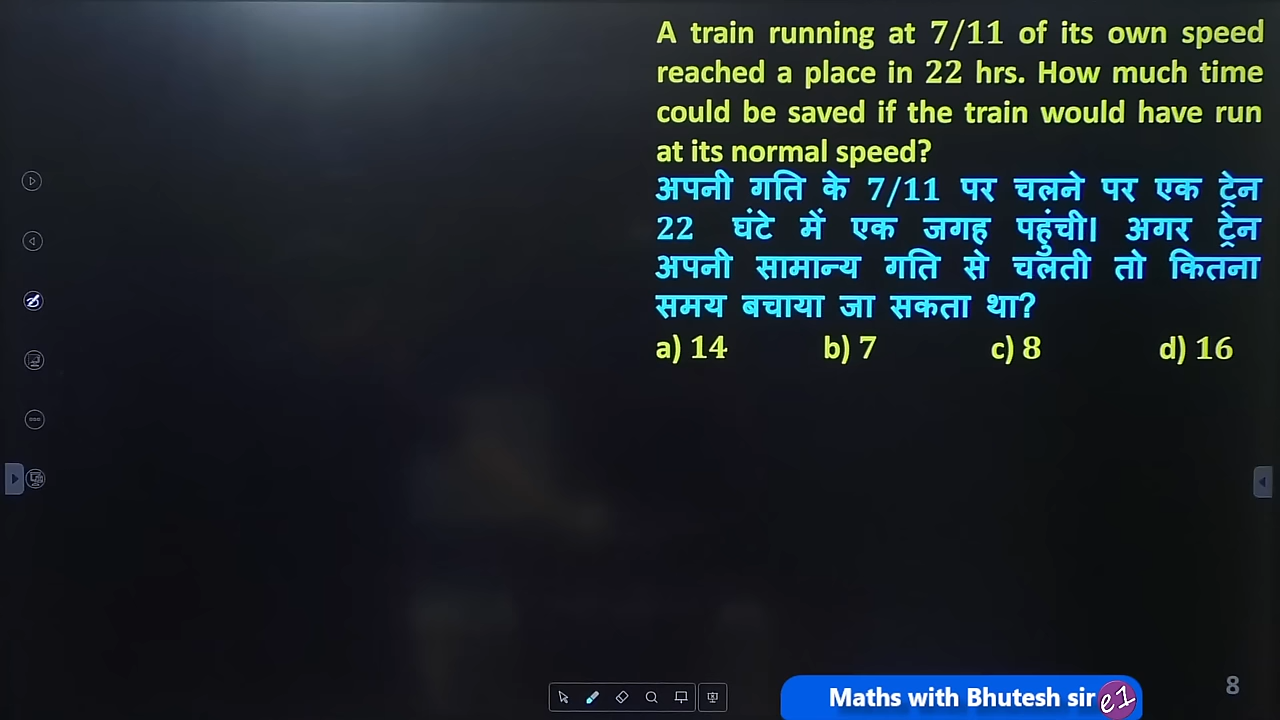 A train running at 7/11 of its own speed
reached a place in 22 hrs. How much time
could be saved if the train would have run
at its normal speed?
अपनी गति के 7/11 पर चलने पर एक ट्रेन
22 घंटे में एक जगह पहुंची। अगर ट्रेन
अपनी सामान्य गति से चलती तो कितना
समय बचाया जा सकता था?
a) 14 b) 7 c) 8 d) 16
Maths with Bhutesh sir e1
8